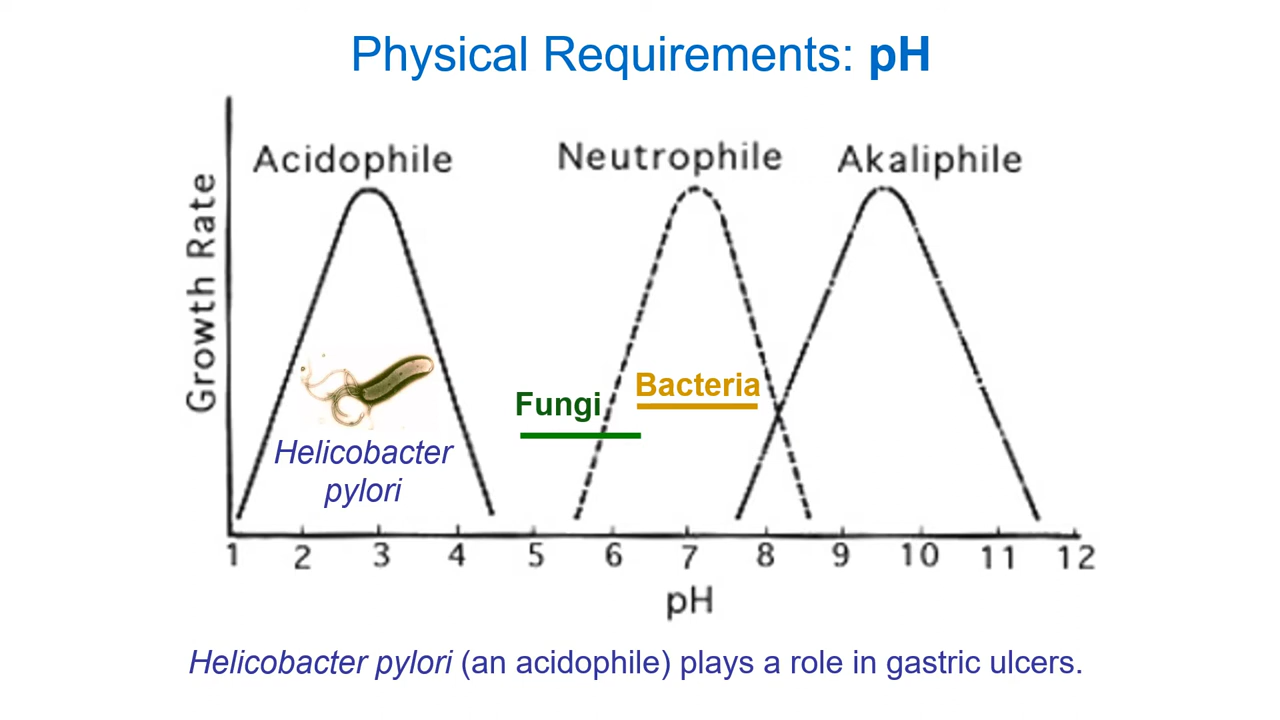 Physical Requirements: pH
Acidophile
Neutrophile
Akaliphile
Growth Rate
Bacteria
Fungi
Helicobacter
pylori
1 2 3 4 5 6 7 8 9 10 11 12
pH
Helicobacter pylori (an acidophile) plays a role in gastric ulcers.